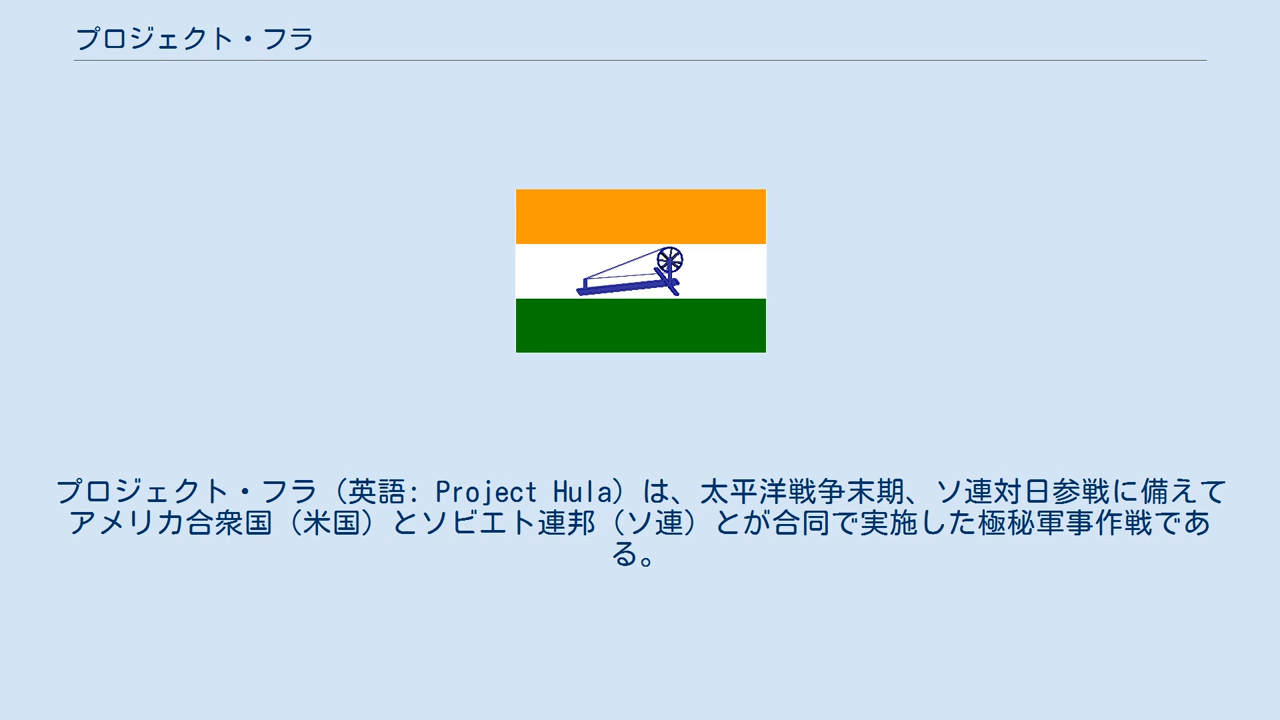 プロジェクト・フラ
プロジェクト・フラ（英語: Project Hula）は、太平洋戦争末期、ソ連対日参戦に備えて
アメリカ合衆国（米国）とソビエト連邦（ソ連）とが合同で実施した極秘軍事作戦であ
る。